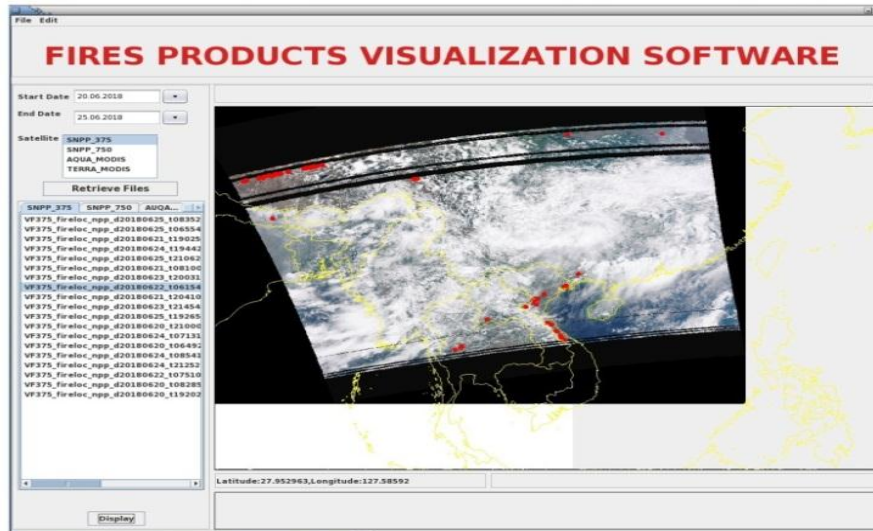 File Edit
FIRES PRODUCTS VISUALIZATION SOFTWARE
Start Date 20.06.2018
End Date 25.06.2018
Satellite SNPP_375
SNPP_750
AQUA_MODIS
TERRA_MODIS
Retrieve Files
SNPP_375 SNPP_750 AUQA...
VF375_fireloc_npp_d20180625_t08352
VF375_fireloc_npp_d20180625_t06554
VF375_fireloc_npp_d20180621_t19025
VF375_fireloc_npp_d20180624_t19442
VF375_fireloc_npp_d20180625_t21062
VF375_fireloc_npp_d20180621_t08100
VF375_fireloc_npp_d20180623_t20031
VF375_fireloc_npp_d20180622_t06154
VF375_fireloc_npp_d20180621_t20410
VF375_fireloc_npp_d20180623_t21454
VF375_fireloc_npp_d20180625_t19265
VF375_fireloc_npp_d20180620_t21000
VF375_fireloc_npp_d20180624_t07131
VF375_fireloc_npp_d20180620_t06492
VF375_fireloc_npp_d20180624_t08541
VF375_fireloc_npp_d20180624_t21252
VF375_fireloc_npp_d20180622_t07510
VF375_fireloc_npp_d20180620_t08285
VF375_fireloc_npp_d20180620_t19202
Latitude:27.952963,Longitude:127.58592
Display